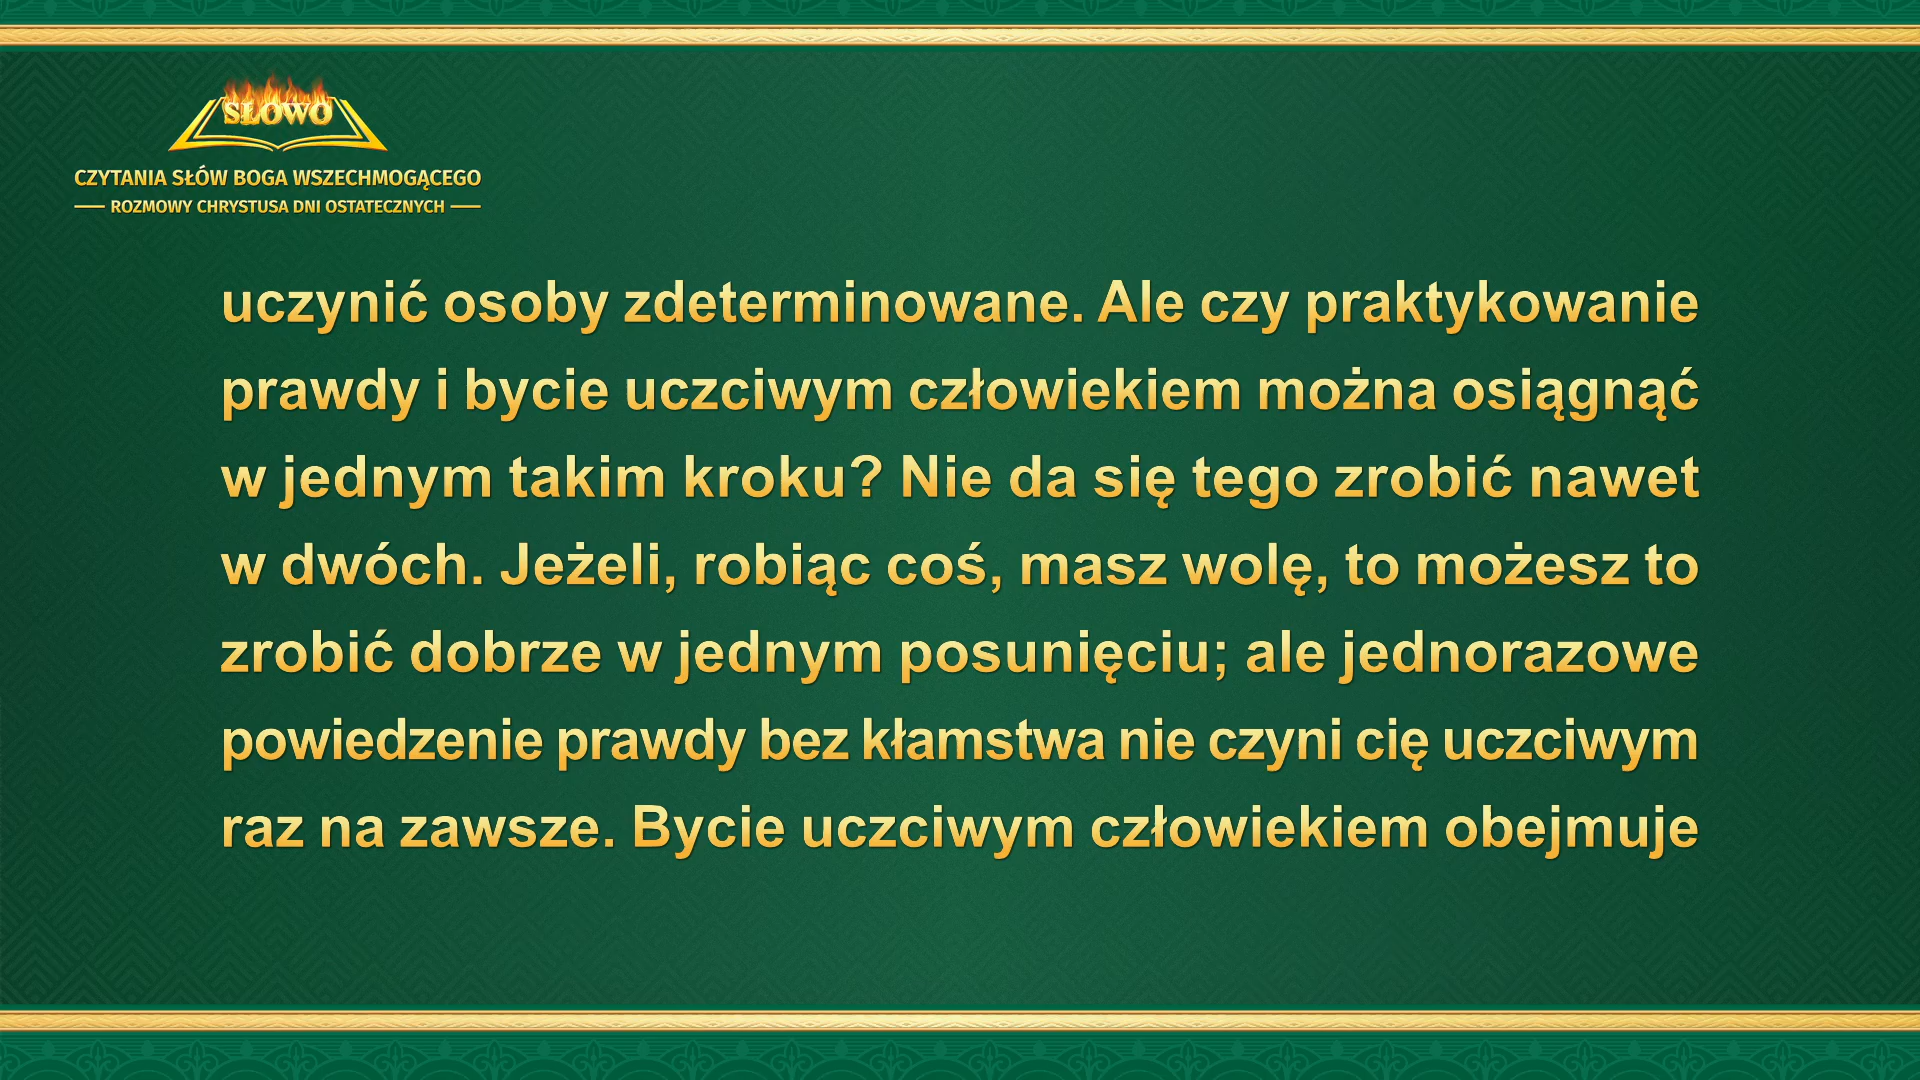 SŁOWO
CZYTANIA SŁÓW BOGA WSZECHMOGĄCEGO
ROZMOWY CHRYSTUSA DNI OSTATECZNYCH
uczynić osoby zdeterminowane. Ale czy praktykowanie
prawdy i bycie uczciwym człowiekiem można osiągnąć
w jednym takim kroku? Nie da się tego zrobić nawet
w dwóch. Jeżeli, robiąc coś, masz wolę, to możesz to
zrobić dobrze w jednym posunięciu; ale jednorazowe
powiedzenie prawdy bez kłamstwa nie czyni cię uczciwym
raz na zawsze. Bycie uczciwym człowiekiem obejmuje